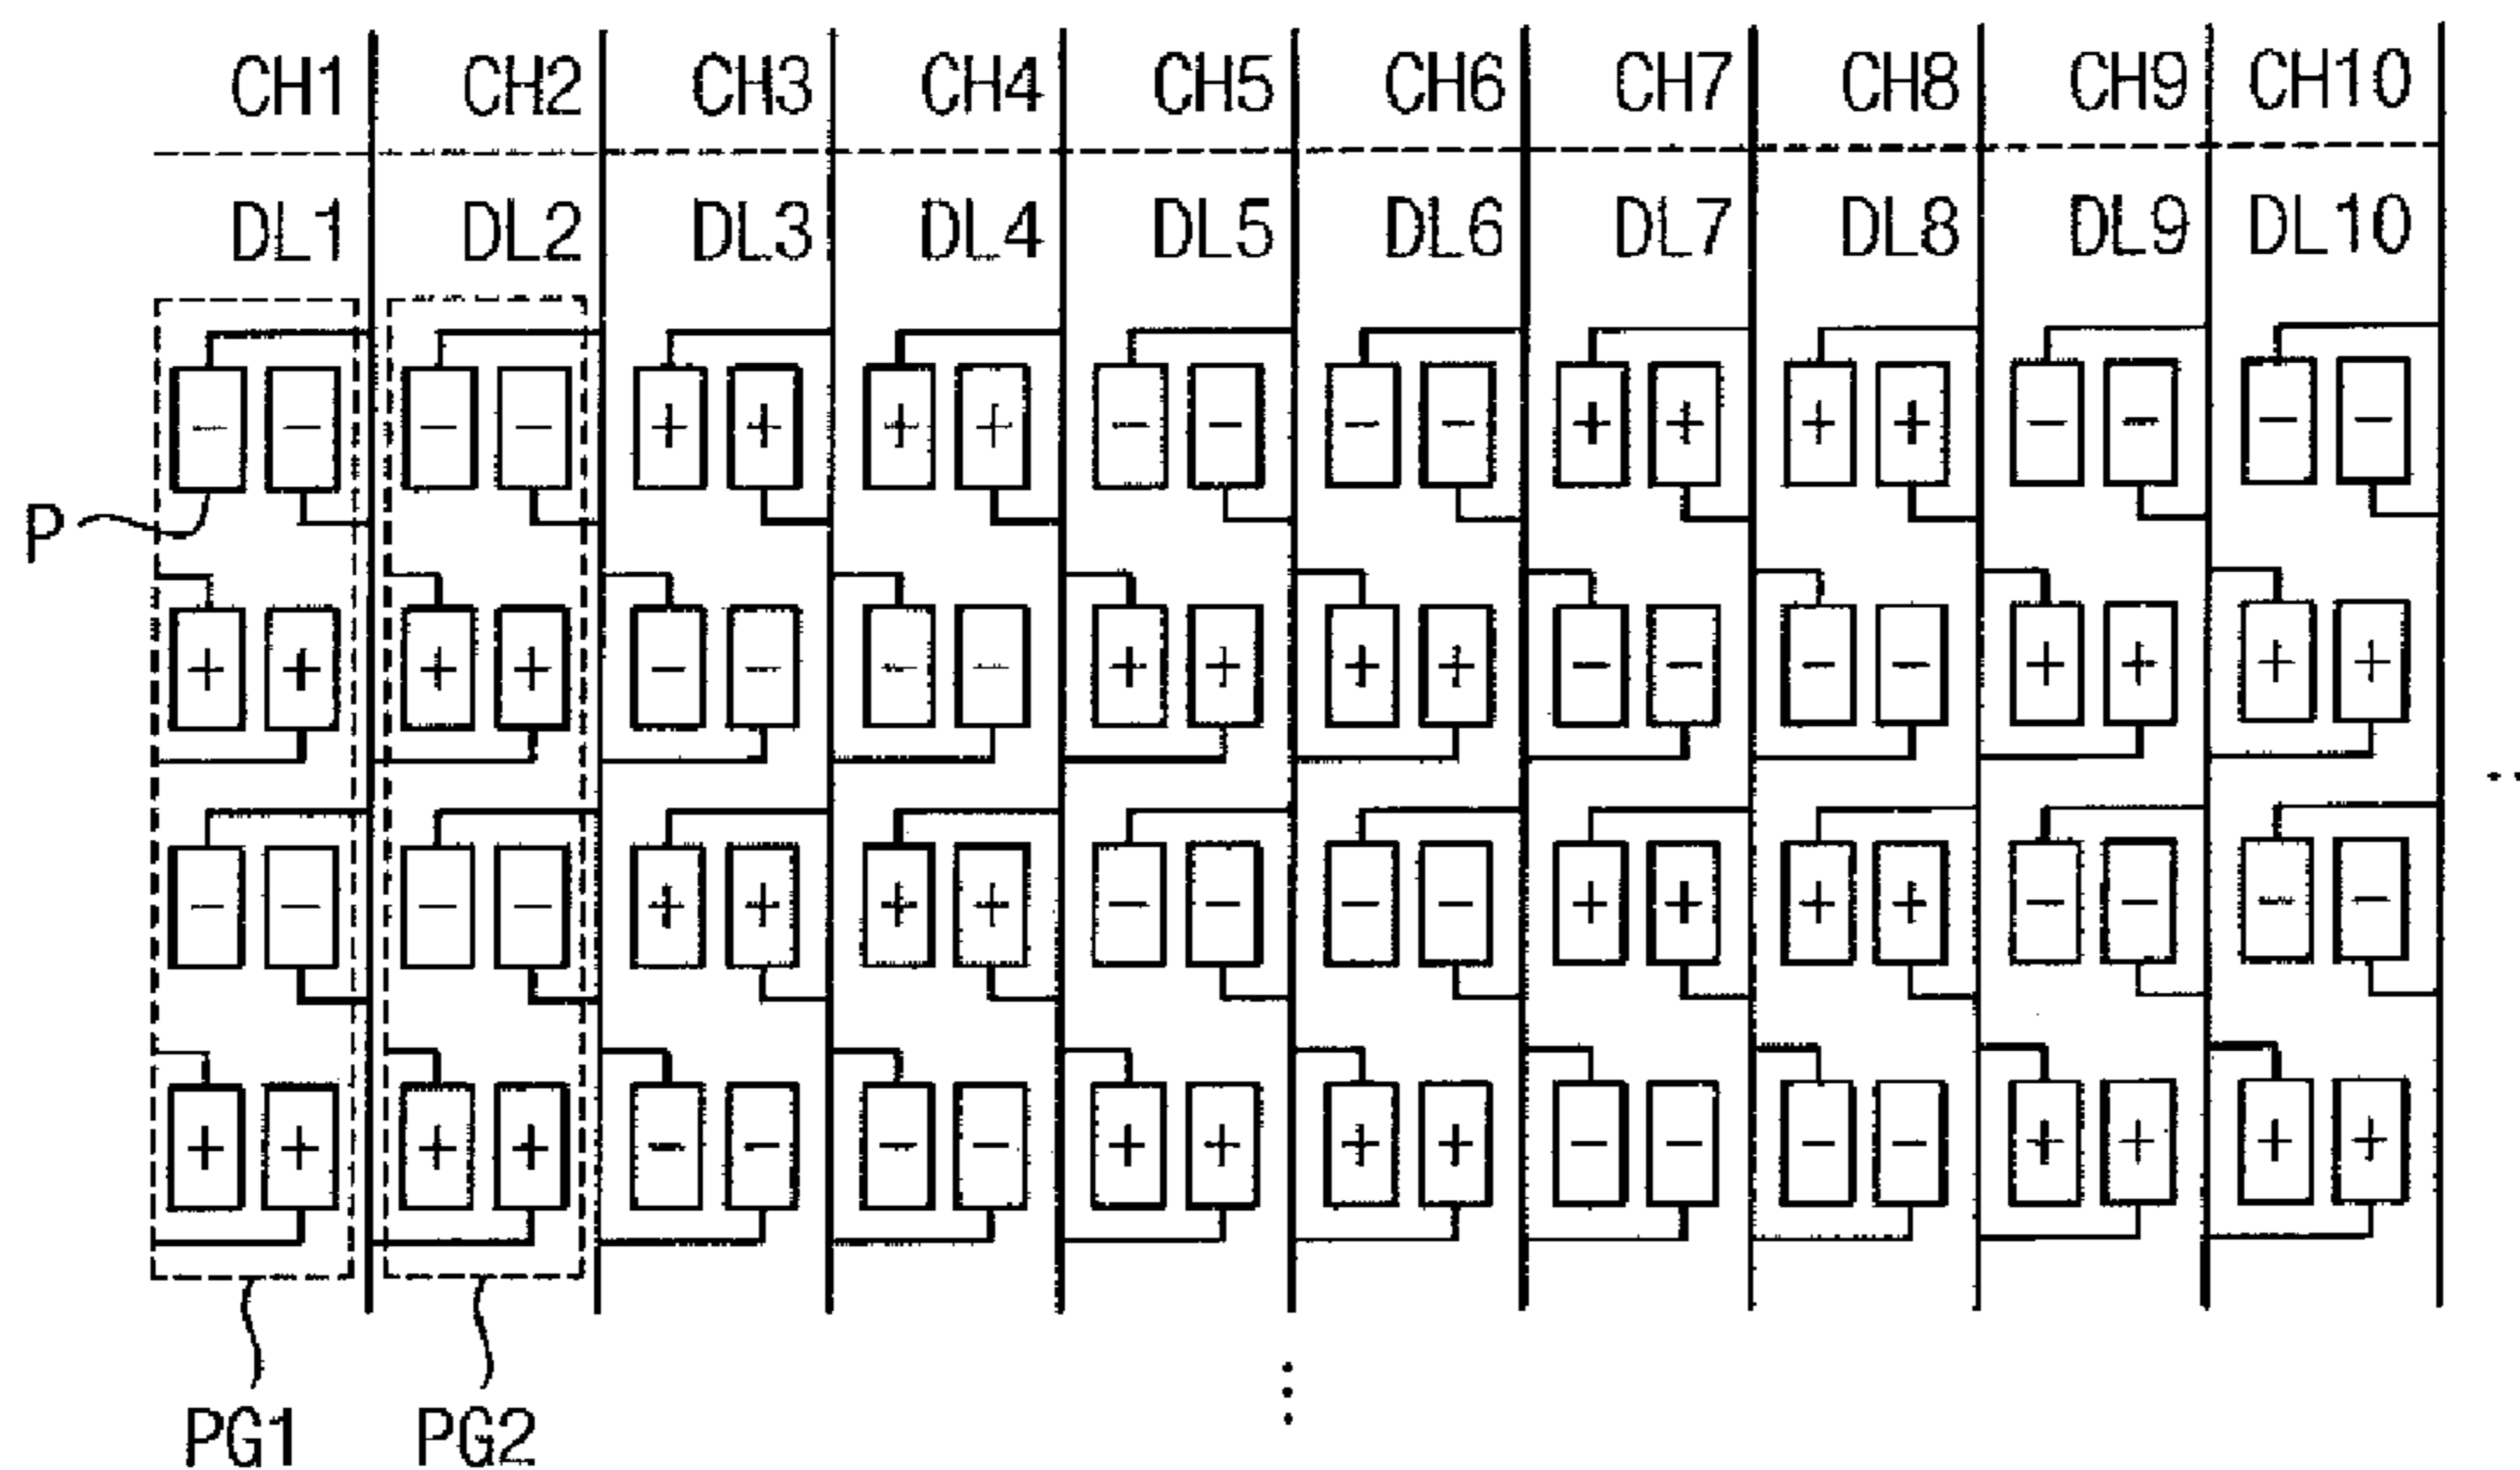 CH1 CH2 CH3 CH4 CH5 CH6 CH7 CH8 CH9 CH10
DL1 DL2 DL3 DL4 DL5 DL6 DL7 DL8 DL9 DL10
− − − − + + + + − − − − + + + + − − − −
P
+ + + + − − − − + + + + − − − − + + + +
− − − − + + + + − − − − + + + + − − − −
+ + + + − − − − + + + + − − − − + + + +
PG1 PG2